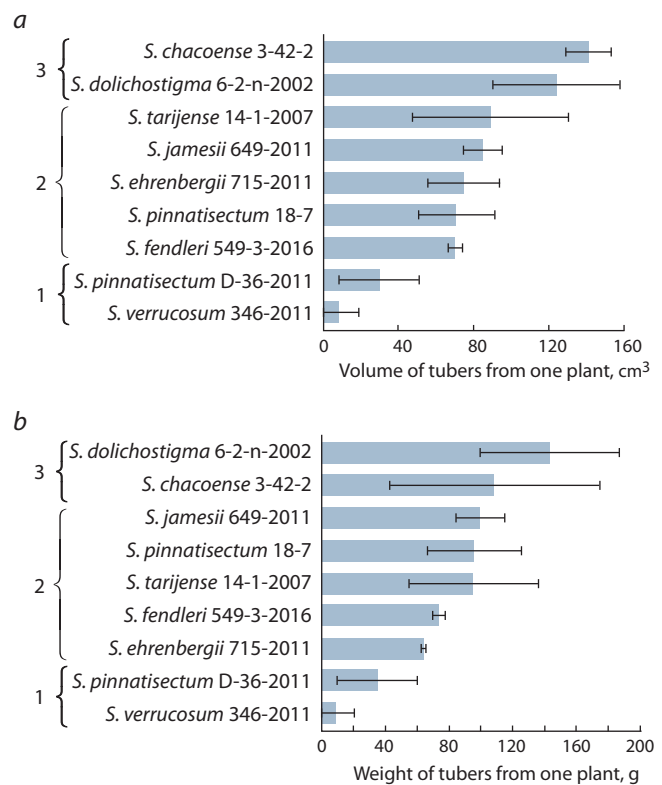 a
3
S. chacoense 3-42-2
S. dolichostigma 6-2-n-2002
2
S. tarijense 14-1-2007
S. jamesii 649-2011
S. ehrenbergii 715-2011
S. pinnatisectum 18-7
S. fendleri 549-3-2016
1
S. pinnatisectum D-36-2011
S. verrucosum 346-2011
0 40 80 120 160
Volume of tubers from one plant, cm³
b
3
S. dolichostigma 6-2-n-2002
S. chacoense 3-42-2
2
S. jamesii 649-2011
S. pinnatisectum 18-7
S. tarijense 14-1-2007
S. fendleri 549-3-2016
S. ehrenbergii 715-2011
1
S. pinnatisectum D-36-2011
S. verrucosum 346-2011
0 40 80 120 160 200
Weight of tubers from one plant, g